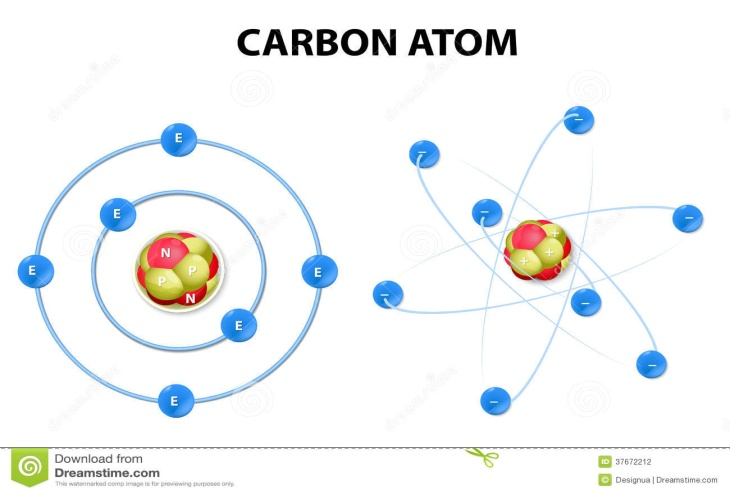 CARBON ATOM
E
E
E
E
E
E
N
P
P
N
−
−
−
−
−
−
−
−
+
+
+
Download from
Dreamstime.com
This watermarked comp image is for previewing purposes only.
ID 37672212
© Designua | Dreamstime.com